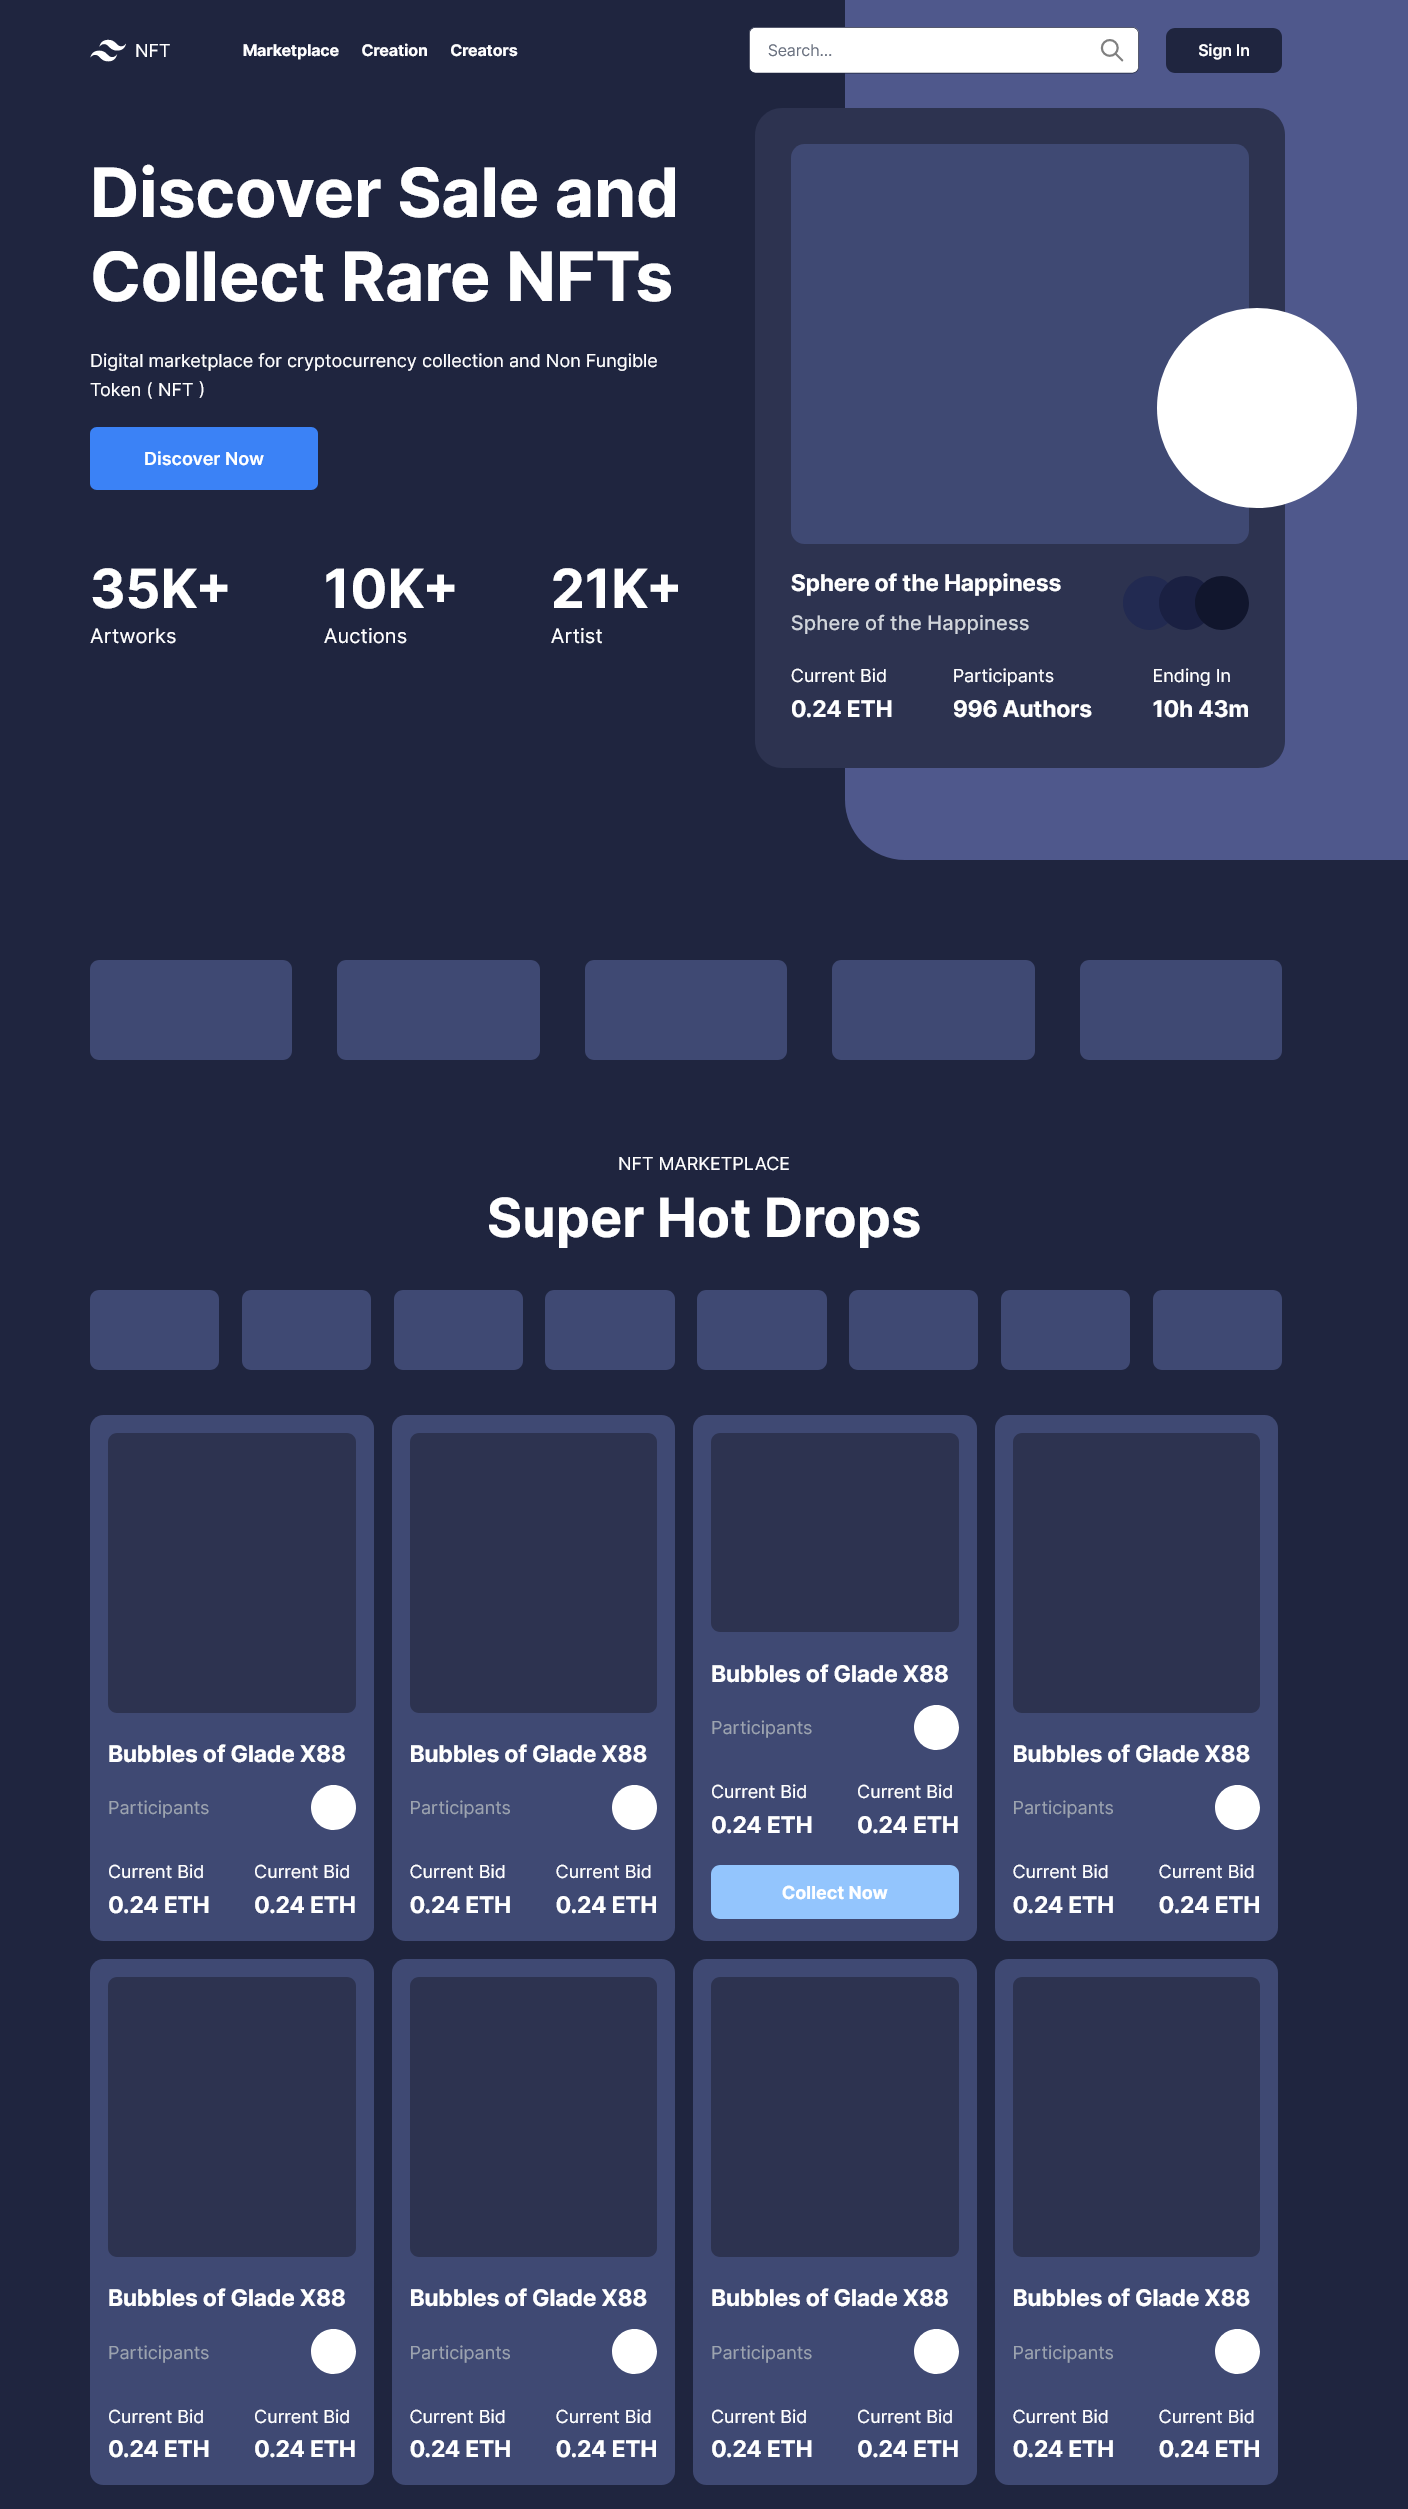 NFT
Marketplace Creation Creators
Search...
Sign In
Discover Sale and
Collect Rare NFTs
Digital marketplace for cryptocurrency collection and Non Fungible
Token ( NFT )
Discover Now
35K+ 10K+ 21K+
Artworks Auctions Artist
Sphere of the Happiness
Sphere of the Happiness
Current Bid Participants Ending In
0.24 ETH 996 Authors 10h 43m
NFT MARKETPLACE
Super Hot Drops
Bubbles of Glade X88
Participants
Current Bid Current Bid
0.24 ETH 0.24 ETH
Bubbles of Glade X88
Participants
Current Bid Current Bid
0.24 ETH 0.24 ETH
Bubbles of Glade X88
Participants
Current Bid Current Bid
0.24 ETH 0.24 ETH
Collect Now
Bubbles of Glade X88
Participants
Current Bid Current Bid
0.24 ETH 0.24 ETH
Bubbles of Glade X88
Participants
Current Bid Current Bid
0.24 ETH 0.24 ETH
Bubbles of Glade X88
Participants
Current Bid Current Bid
0.24 ETH 0.24 ETH
Bubbles of Glade X88
Participants
Current Bid Current Bid
0.24 ETH 0.24 ETH
Bubbles of Glade X88
Participants
Current Bid Current Bid
0.24 ETH 0.24 ETH